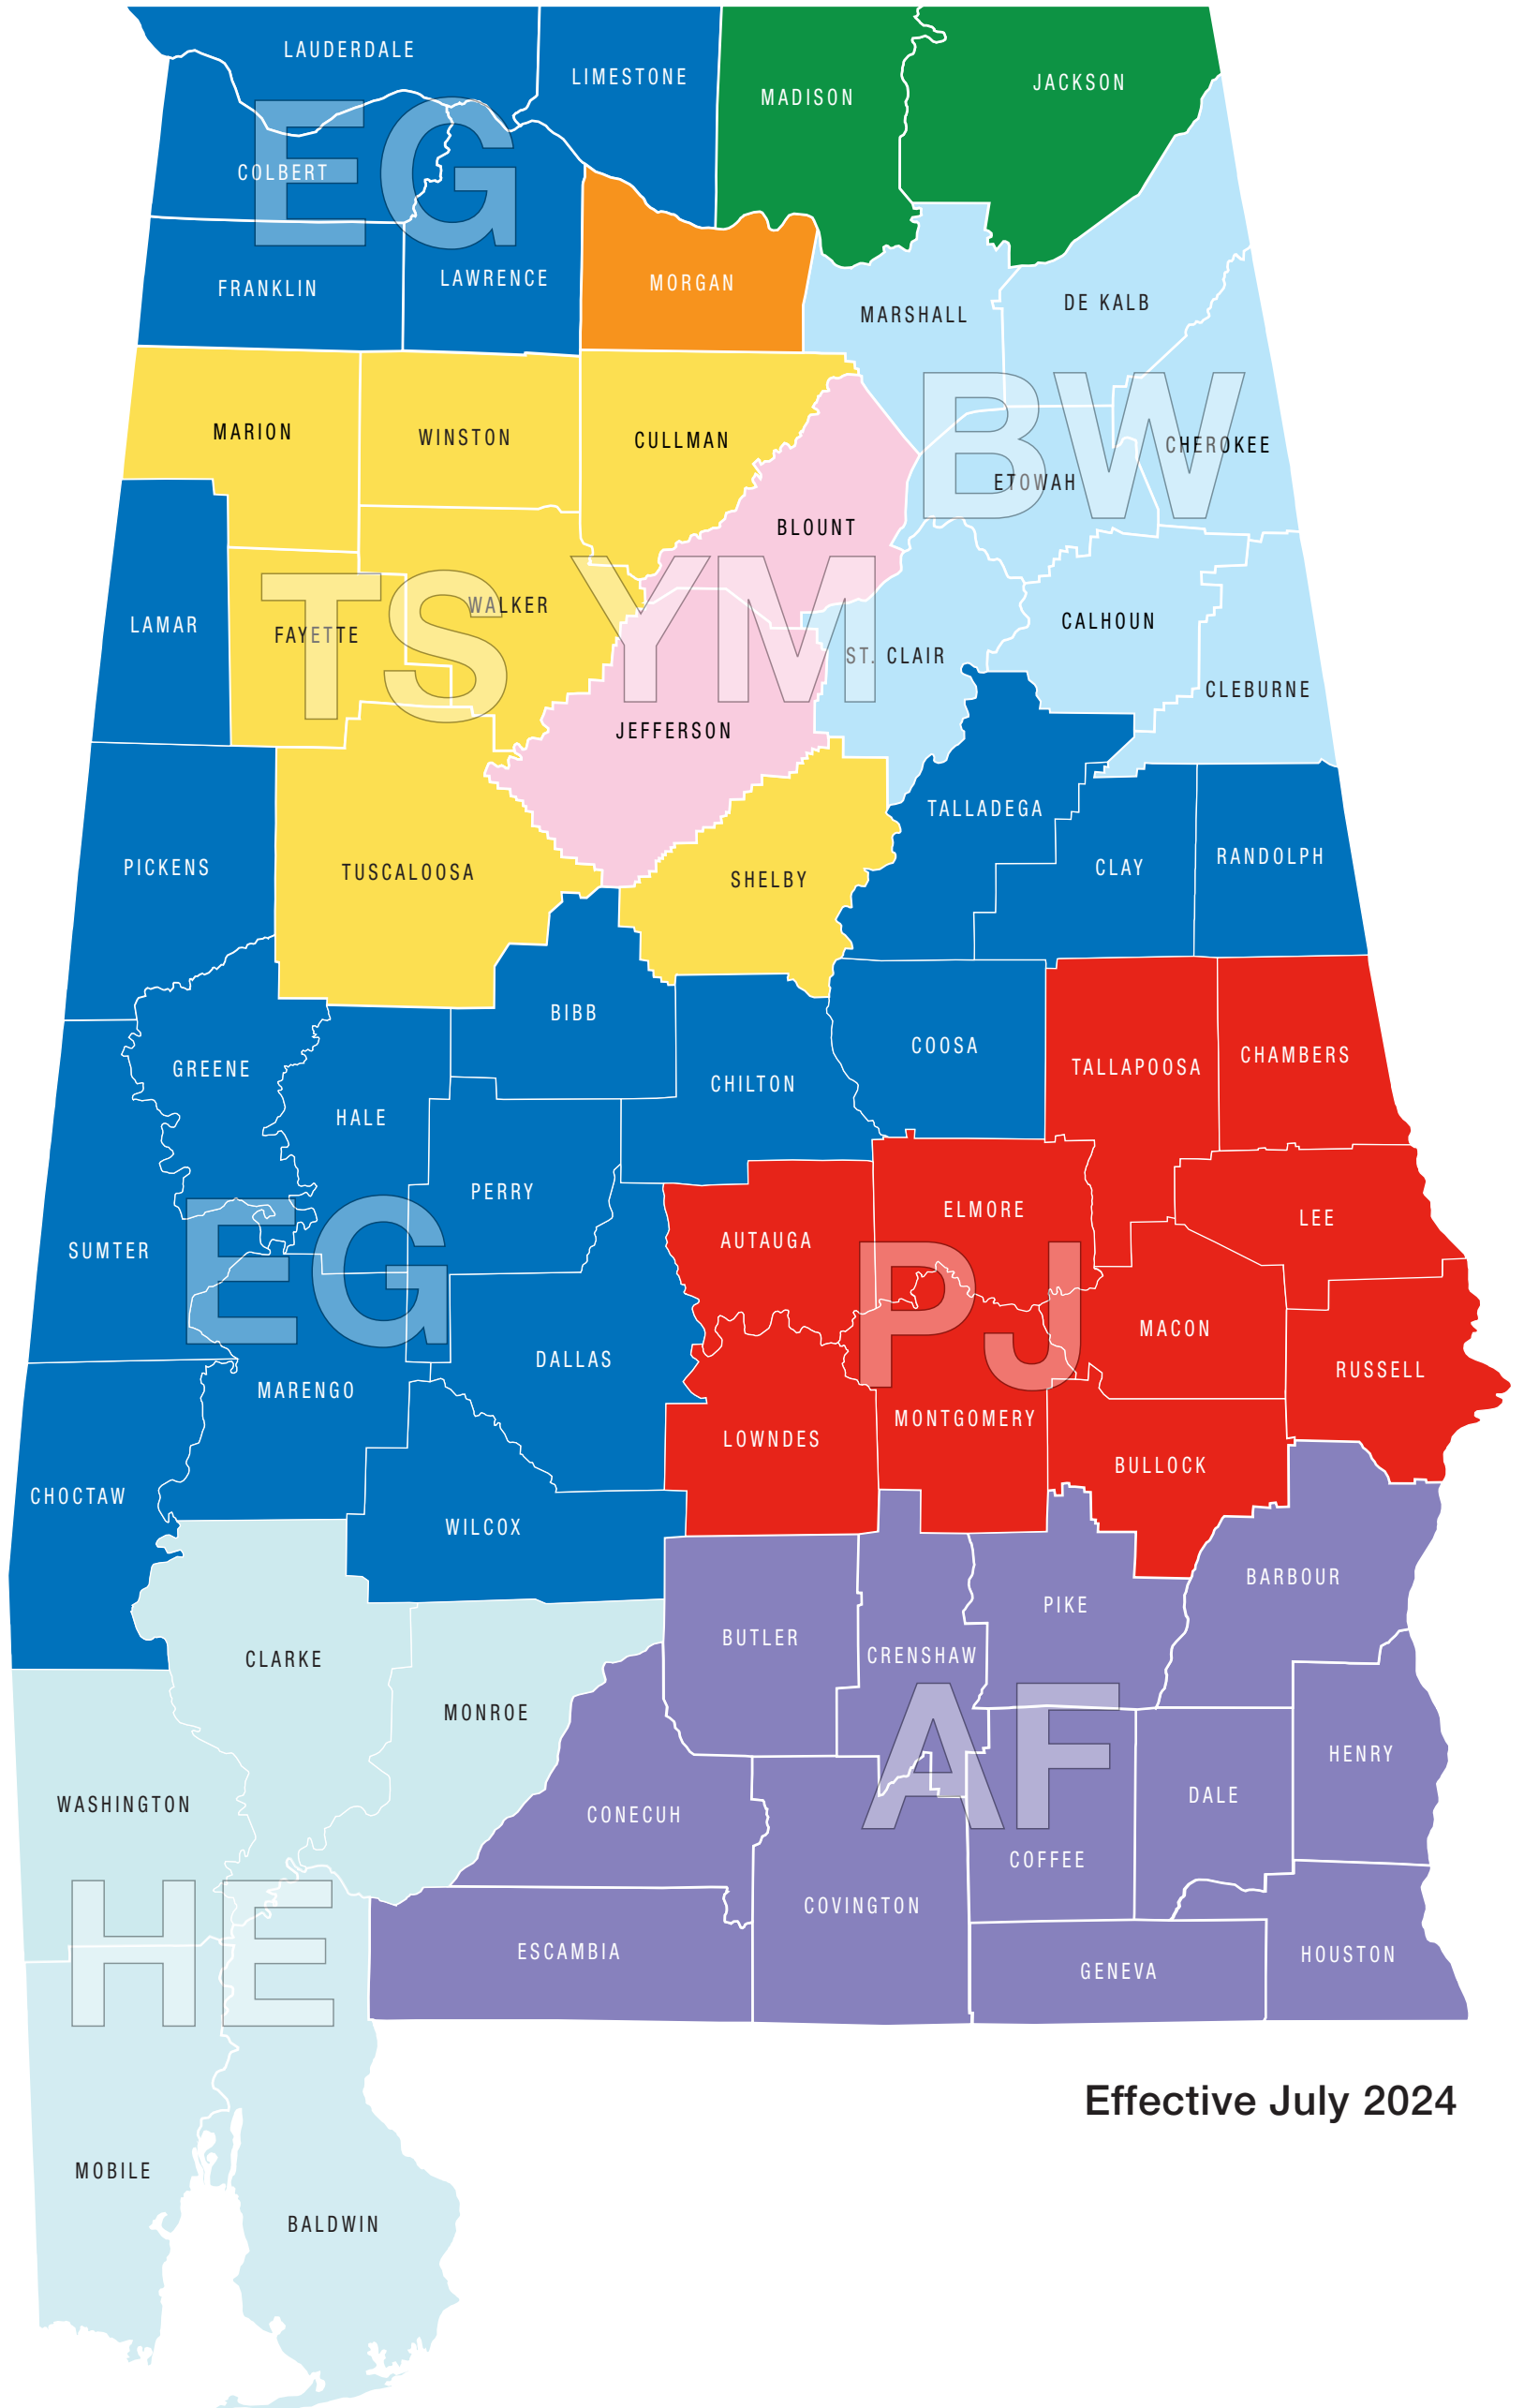 LAUDERDALE
LIMESTONE
MADISON
JACKSON
EG
COLBERT
FRANKLIN
LAWRENCE
MORGAN
MARSHALL
DE KALB
BW
MARION
WINSTON
CULLMAN
CHEROKEE
ETOWAH
BLOUNT
TS
YM
LAMAR
FAYETTE
WALKER
ST. CLAIR
CALHOUN
CLEBURNE
JEFFERSON
TALLADEGA
PICKENS
TUSCALOOSA
SHELBY
CLAY
RANDOLPH
BIBB
GREENE
HALE
CHILTON
COOSA
TALLAPOOSA
CHAMBERS
PERRY
SUMTER
EG
AUTAUGA
ELMORE
LEE
PJ
MACON
DALLAS
MARENGO
RUSSELL
LOWNDES
MONTGOMERY
BULLOCK
CHOCTAW
WILCOX
BARBOUR
PIKE
BUTLER
CRENSHAW
CLARKE
MONROE
AF
HENRY
WASHINGTON
CONECUH
DALE
COFFEE
HE
COVINGTON
ESCAMBIA
GENEVA
HOUSTON
Effective July 2024
MOBILE
BALDWIN